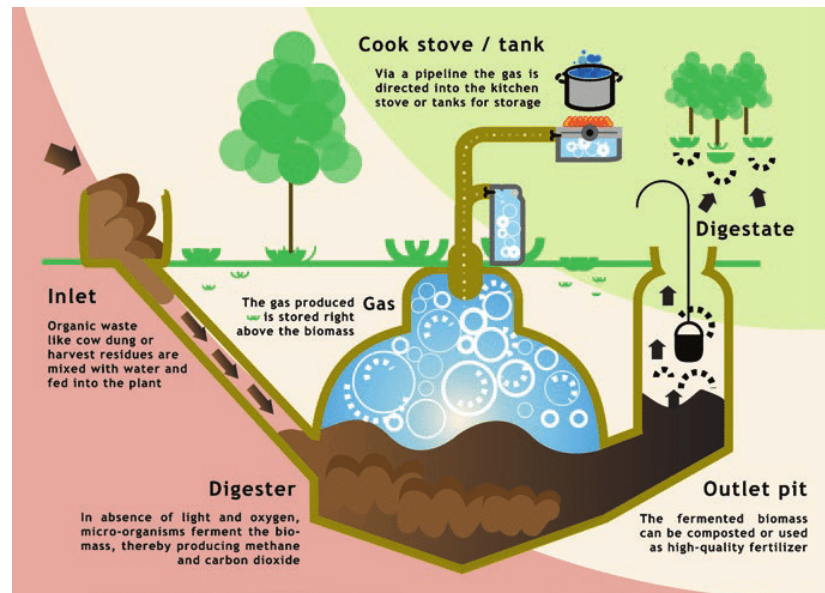 Cook stove / tank
Via a pipeline the gas is
directed into the kitchen
stove or tanks for storage
Digestate
Inlet
Organic waste
like cow dung or
harvest residues are
mixed with water and
fed into the plant
Gas
The gas produced
is stored right
above the biomass
Digester
In absence of light and oxygen,
micro-organisms ferment the bio-
mass, thereby producing methane
and carbon dioxide
Outlet pit
The fermented biomass
can be composted or used
as high-quality fertilizer